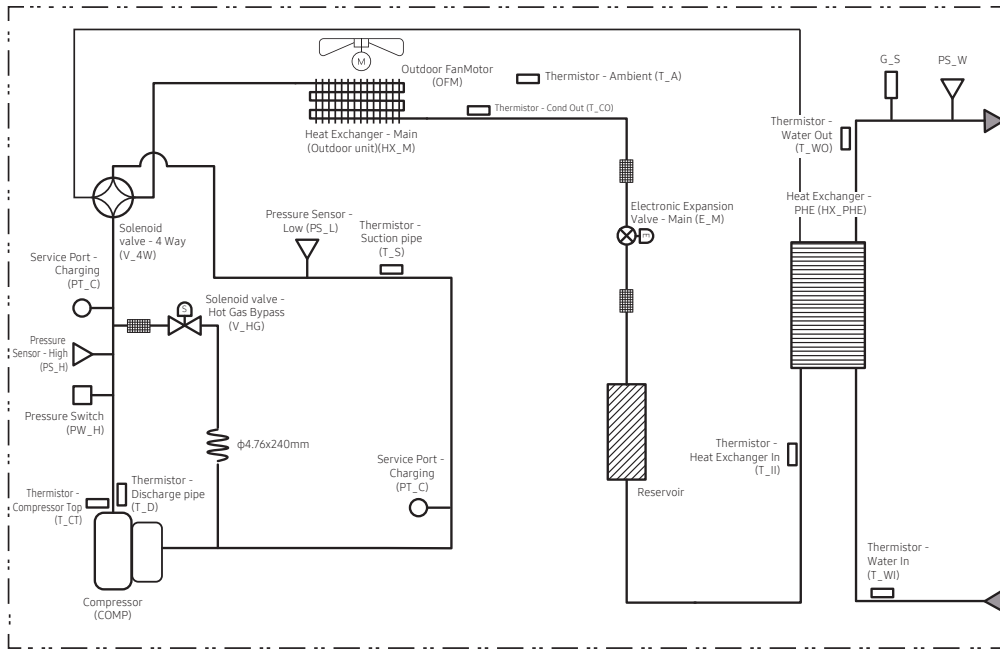 M
Outdoor FanMotor
(OFM)
Thermistor - Ambient (T_A)
Thermistor - Cond Out (T_CO)
Heat Exchanger - Main
(Outdoor unit)(HX_M)
G_S
PS_W
Thermistor -
Water Out
(T_WO)
Heat Exchanger -
PHE (HX_PHE)
Electronic Expansion
Valve - Main (E_M)
E
Solenoid
valve - 4 Way
(V_4W)
Pressure Sensor -
Low (PS_L)
Thermistor -
Suction pipe
(T_S)
Service Port -
Charging
(PT_C)
S
Solenoid valve -
Hot Gas Bypass
(V_HG)
Pressure
Sensor - High
(PS_H)
Pressure Switch
(PW_H)
ф4.76x240mm
Service Port -
Charging
(PT_C)
Thermistor -
Heat Exchanger In
(T_II)
Reservoir
Thermistor -
Compressor Top
(T_CT)
Thermistor -
Discharge pipe
(T_D)
Thermistor -
Water In
(T_WI)
Compressor
(COMP)